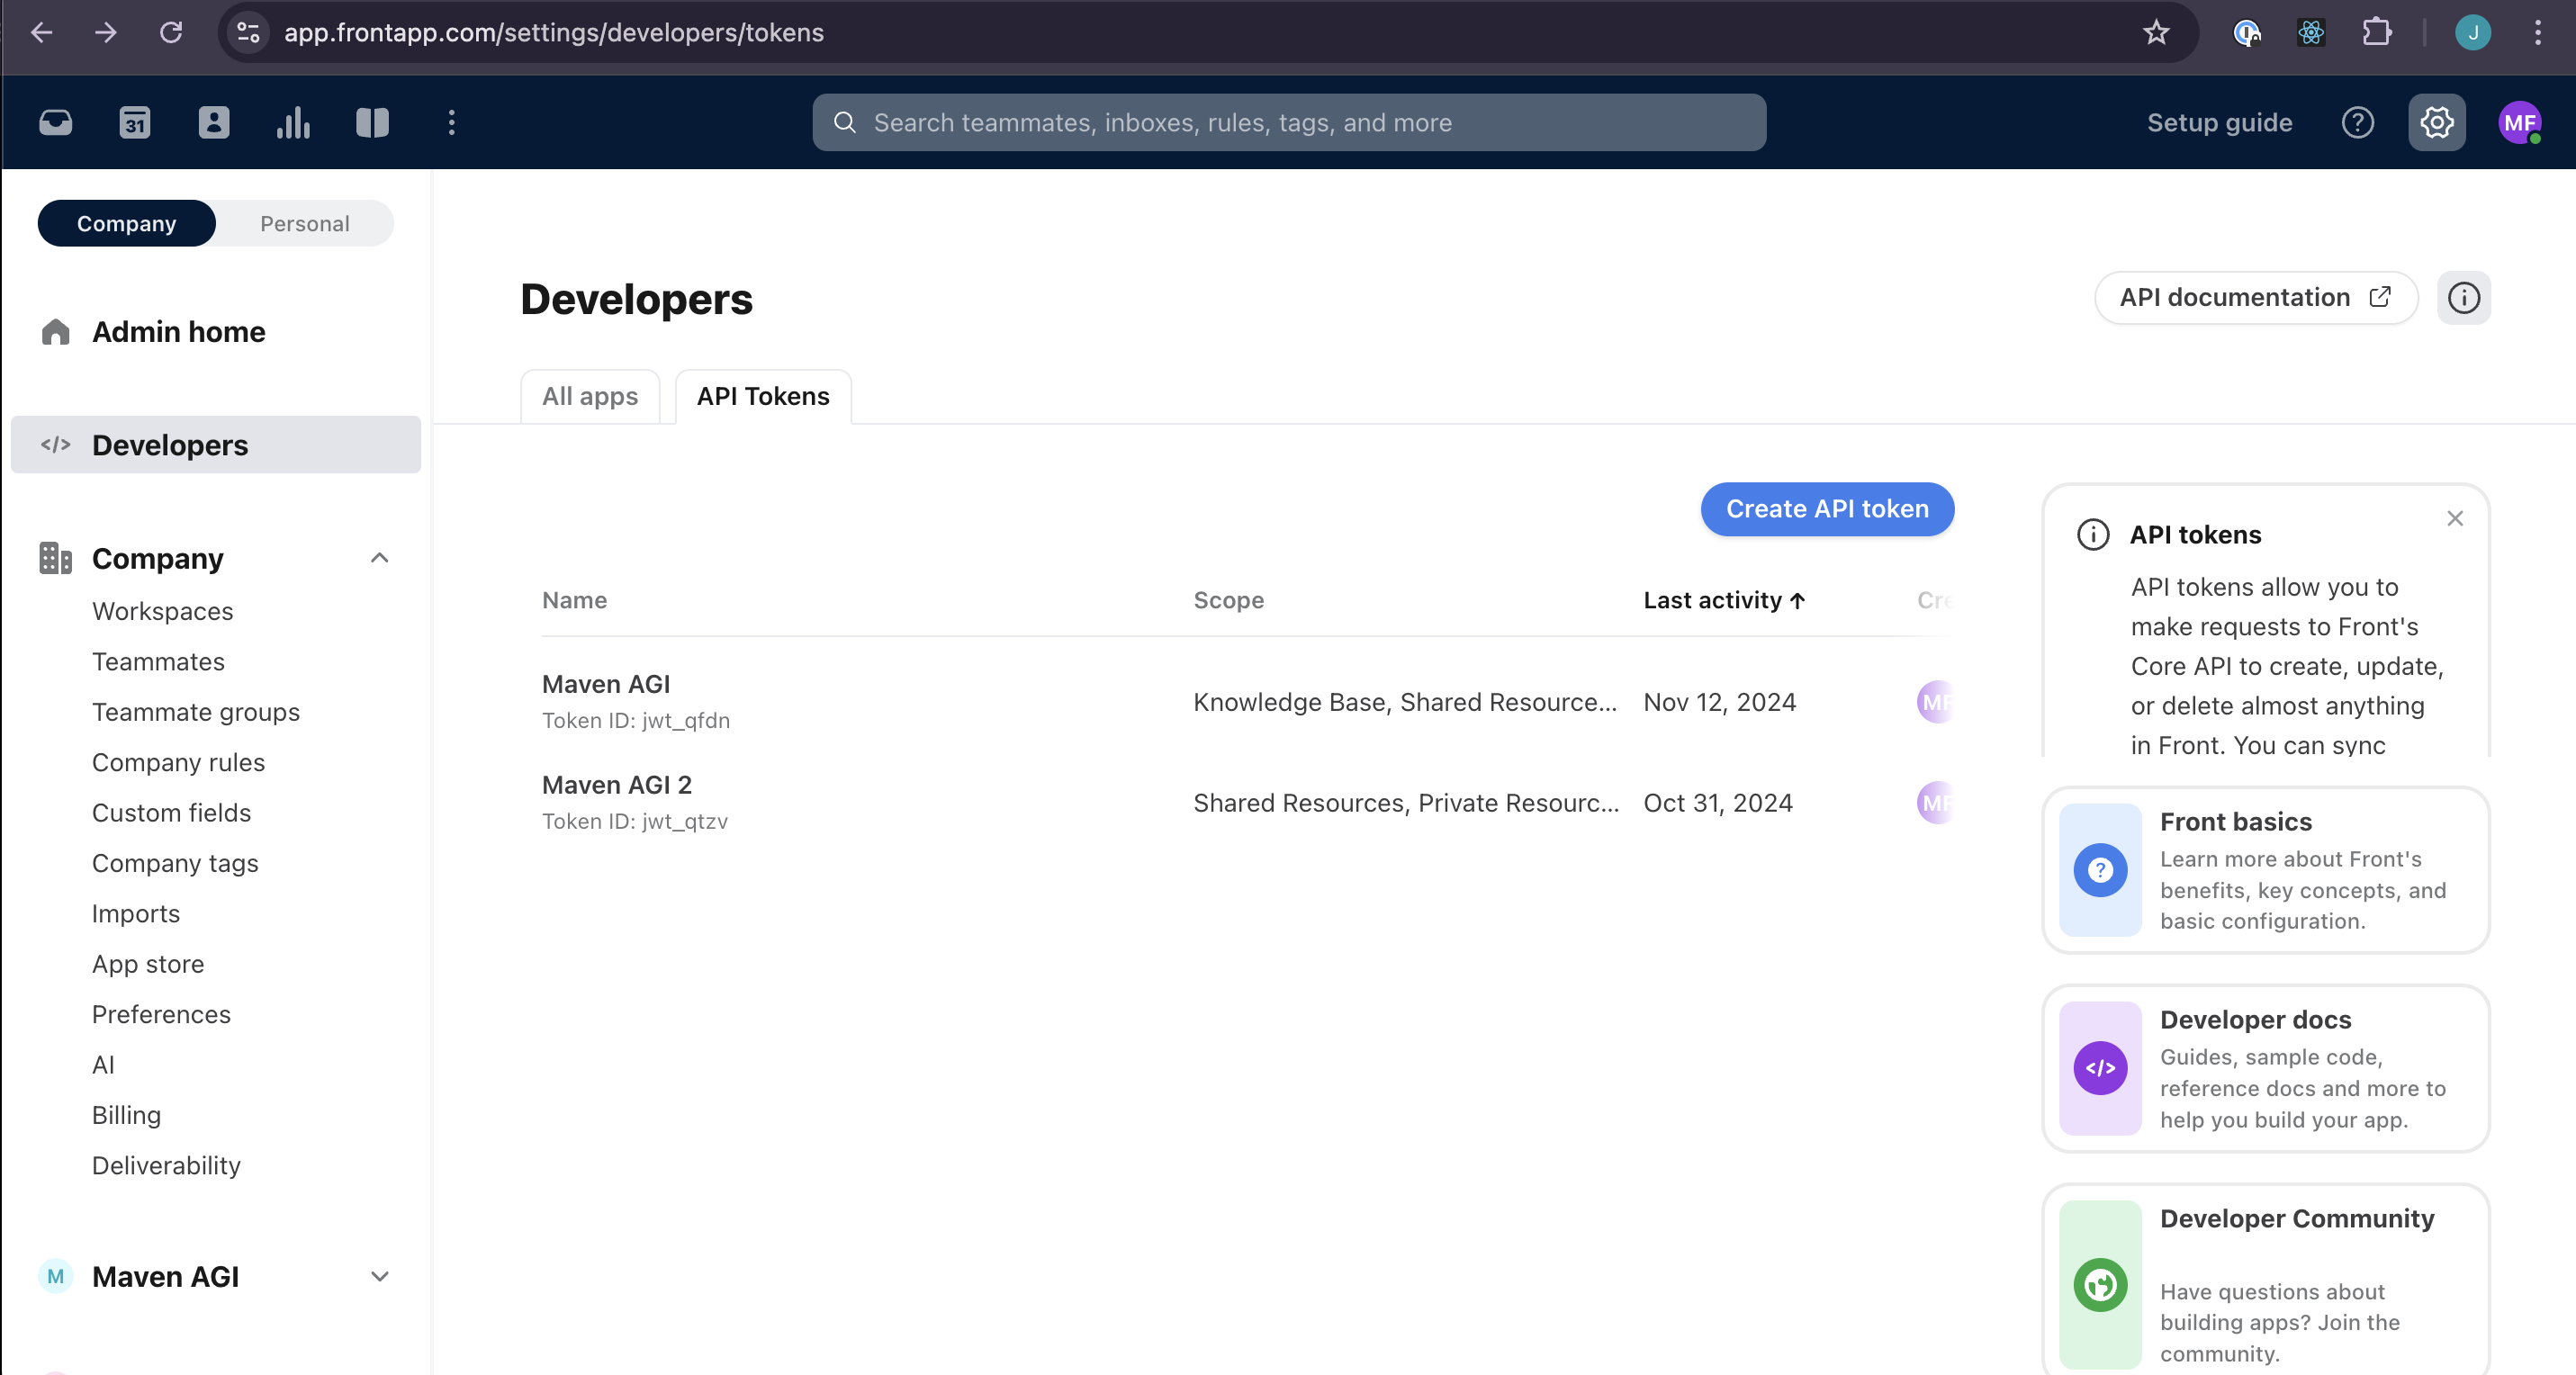 app.frontapp.com/settings/developers/tokens
J
31
Search teammates, inboxes, rules, tags, and more
Setup guide
MF
Company
Personal
Admin home
Developers
Company
Workspaces
Teammates
Teammate groups
Company rules
Custom fields
Company tags
Imports
App store
Preferences
AI
Billing
Deliverability
M
Maven AGI
Developers
API documentation
All apps
API Tokens
Create API token
Name
Scope
Last activity
Cre
Maven AGI
Token ID: jwt_qfdn
Knowledge Base, Shared Resource...
Nov 12, 2024
MF
Maven AGI 2
Token ID: jwt_qtzv
Shared Resources, Private Resourc...
Oct 31, 2024
MF
API tokens
API tokens allow you to
make requests to Front's
Core API to create, update,
or delete almost anything
in Front. You can sync
Front basics
Learn more about Front's
benefits, key concepts, and
basic configuration.
Developer docs
Guides, sample code,
reference docs and more to
help you build your app.
Developer Community
Have questions about
building apps? Join the
community.